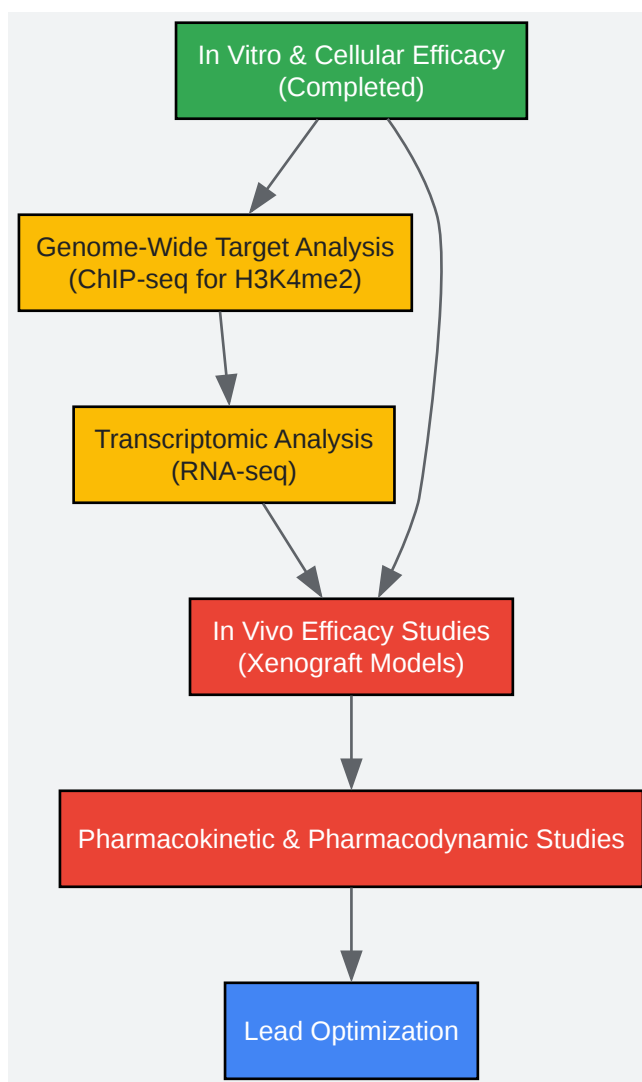 In Vitro & Cellular Efficacy
(Completed)
Genome-Wide Target Analysis
(ChIP-seq for H3K4me2)
Transcriptomic Analysis
(RNA-seq)
In Vivo Efficacy Studies
(Xenograft Models)
Pharmacokinetic & Pharmacodynamic Studies
Lead Optimization